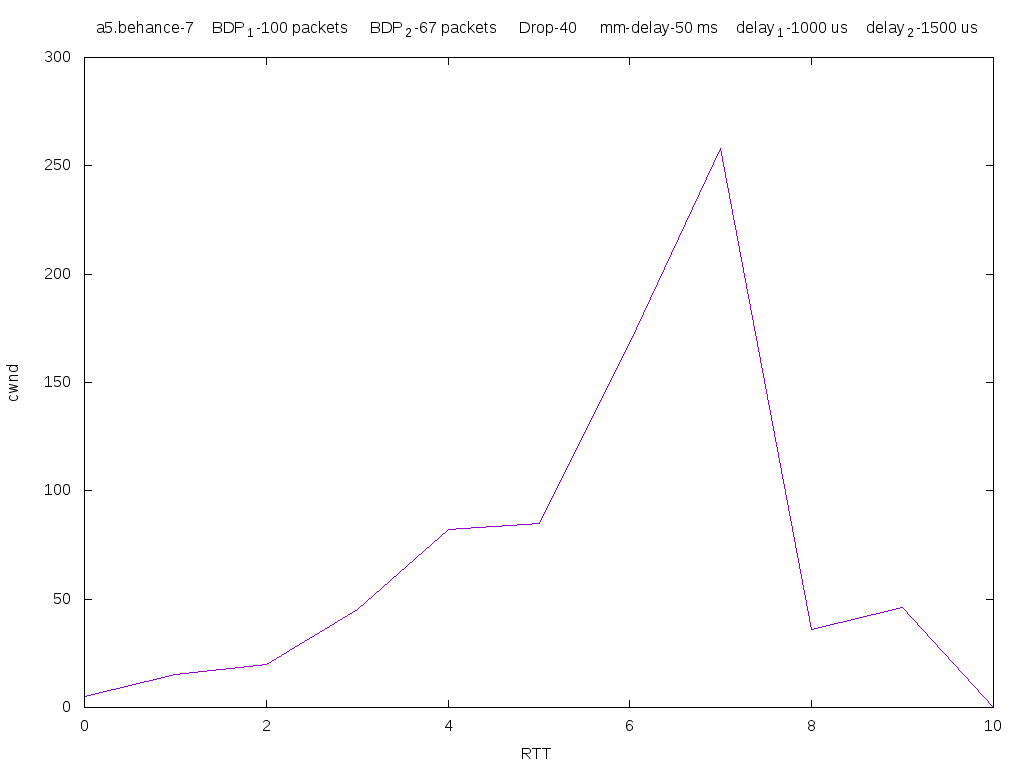 a5.behance-7 BDP1-100 packets BDP2-67 packets Drop-40 mm-delay-50 ms delay1-1000 us delay2-1500 us
300
250
200
150
100
50
0
cwnd
0 2 4 6 8 10
RTT